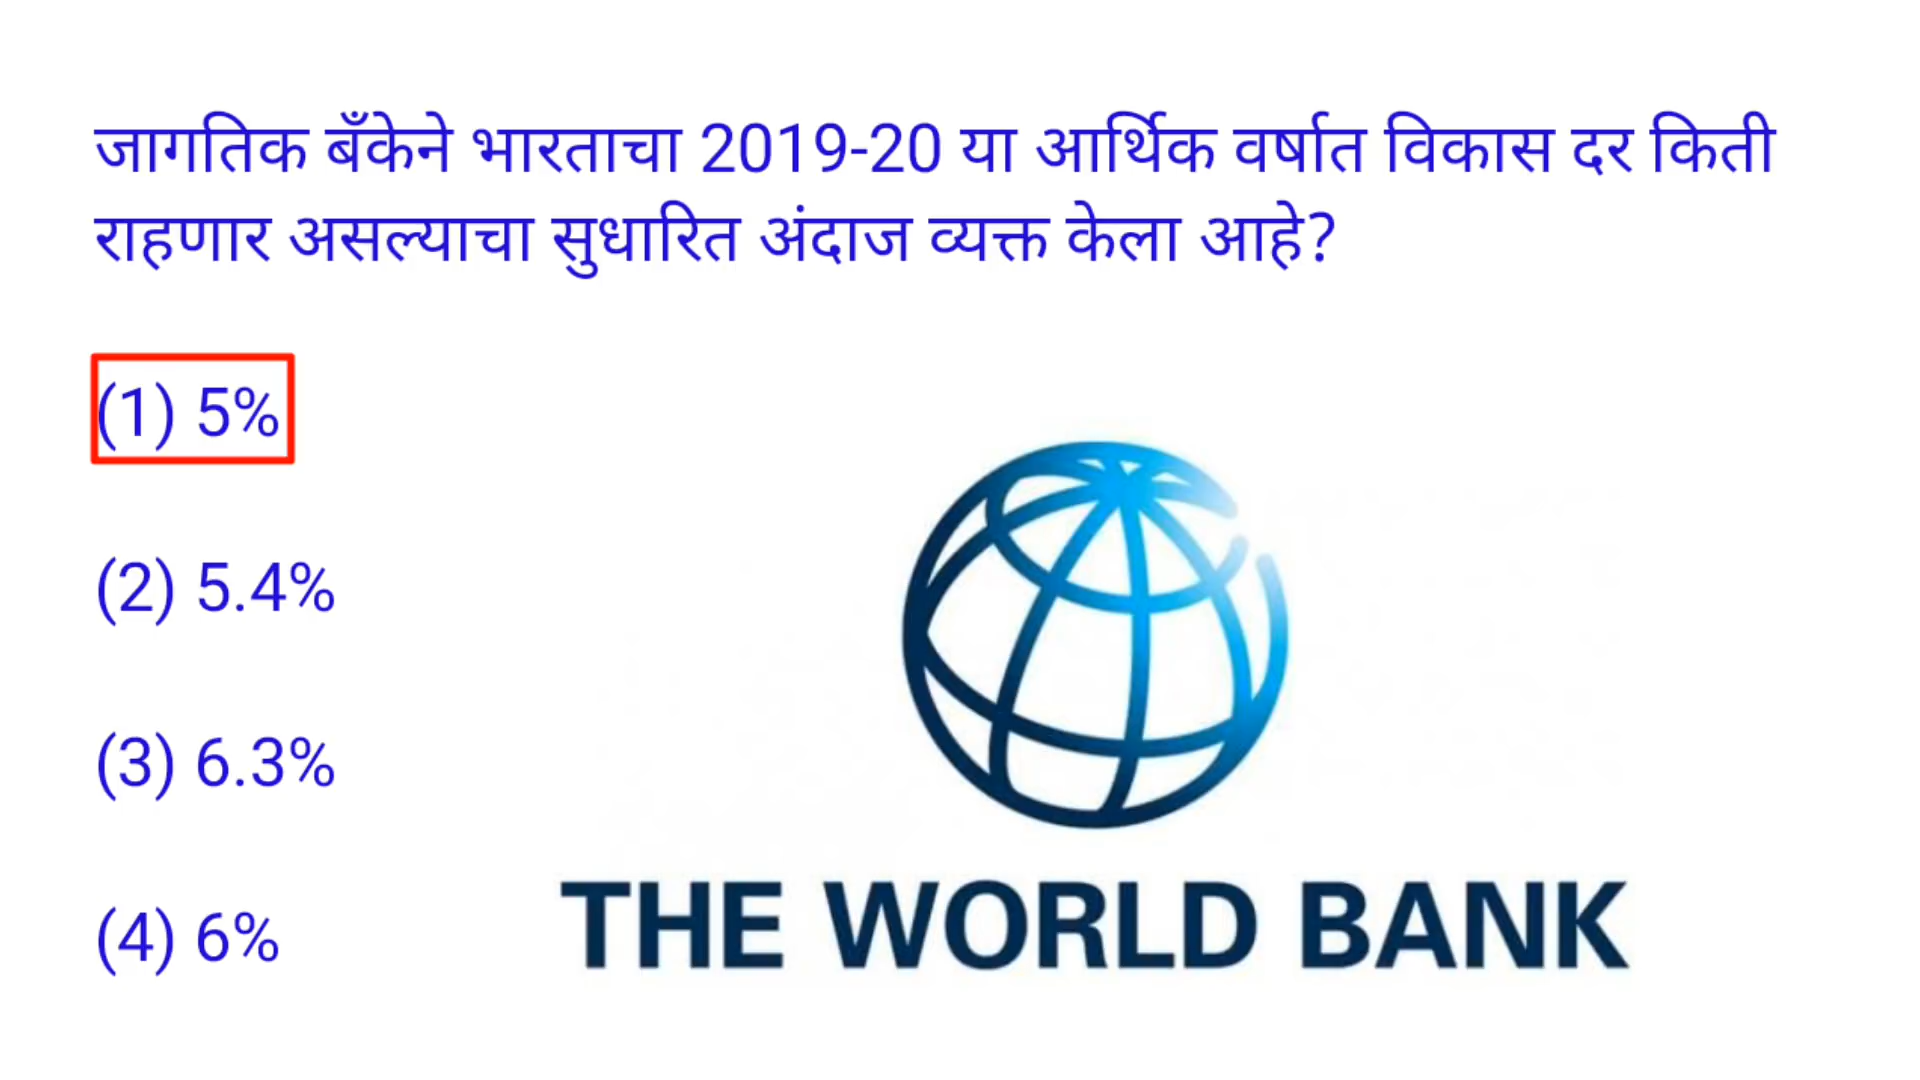 जागतिक बँकेने भारताचा 2019-20 या आर्थिक वर्षात विकास दर किती
राहणार असल्याचा सुधारित अंदाज व्यक्त केला आहे?
(1) 5%
(2) 5.4%
(3) 6.3%
(4) 6%
THE WORLD BANK